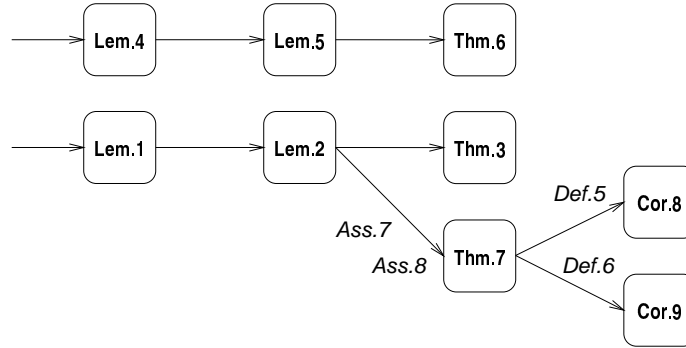 Lem.4 Lem.5 Thm.6
Lem.1 Lem.2 Thm.3
Def.5 Cor.8
Ass.7
Ass.8 Thm.7 Def.6
Cor.9